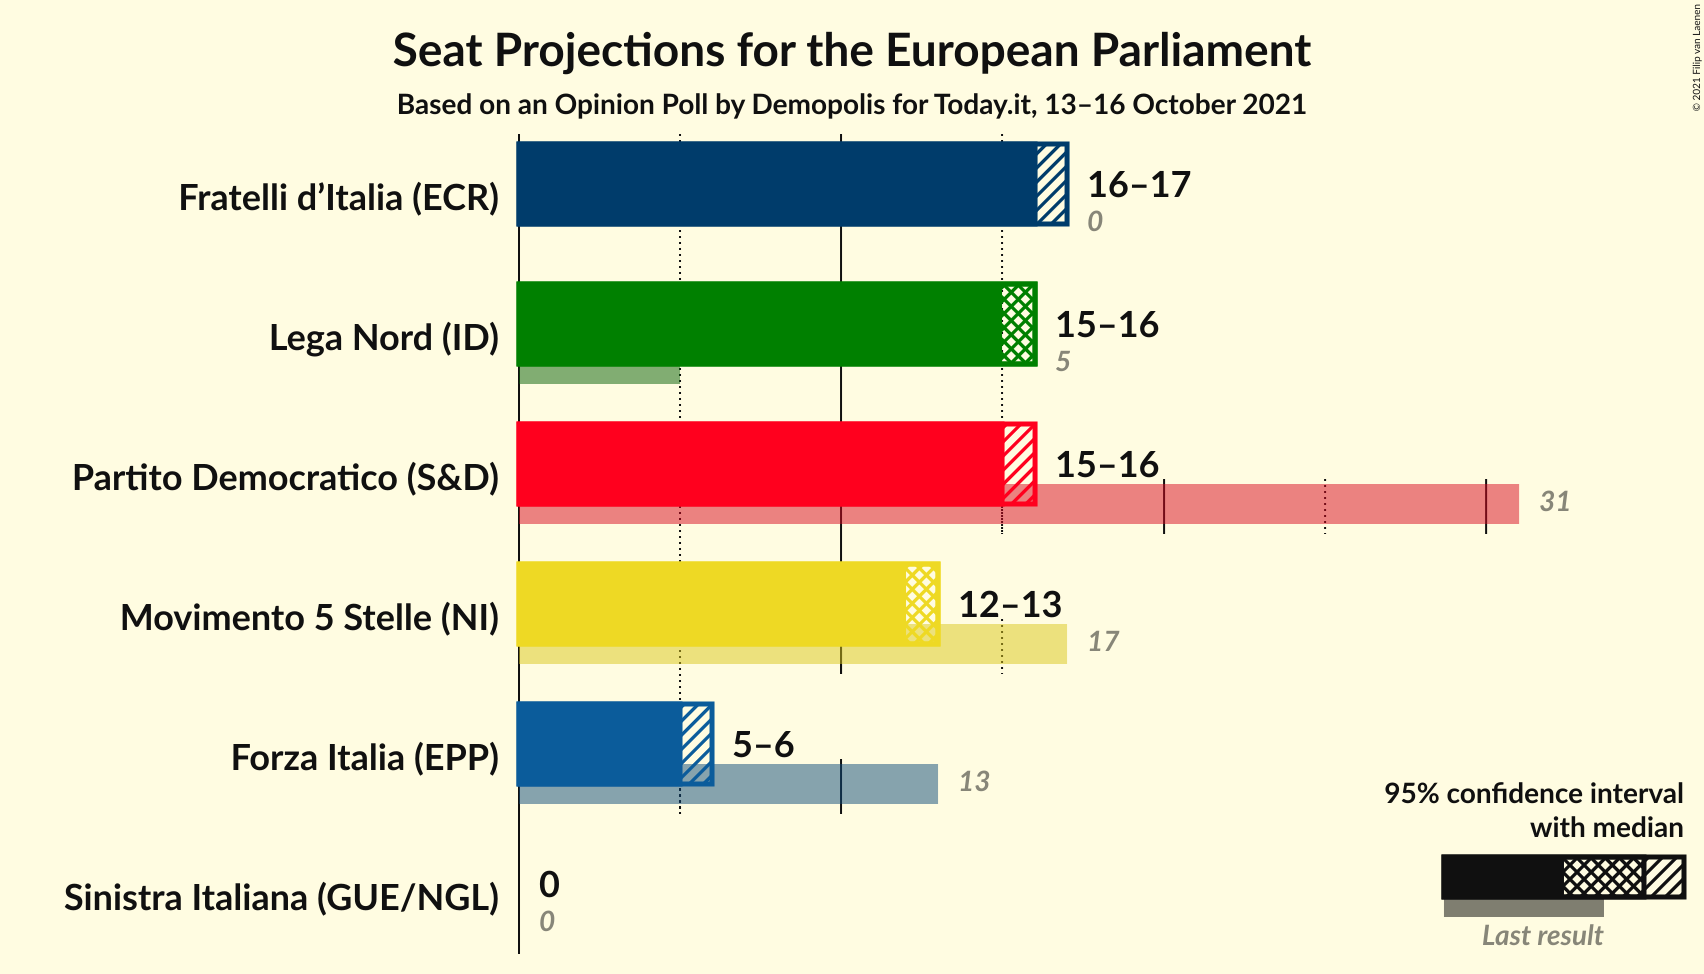 Seat Projections for the European Parliament
Based on an Opinion Poll by Demopolis for Today.it, 13–16 October 2021
© 2021 Filip van Laenen
Fratelli d’Italia (ECR)
16–17
0
Lega Nord (ID)
15–16
5
Partito Democratico (S&D)
15–16
31
Movimento 5 Stelle (NI)
12–13
17
Forza Italia (EPP)
5–6
13
Sinistra Italiana (GUE/NGL)
0
0
95% confidence interval
with median
Last result